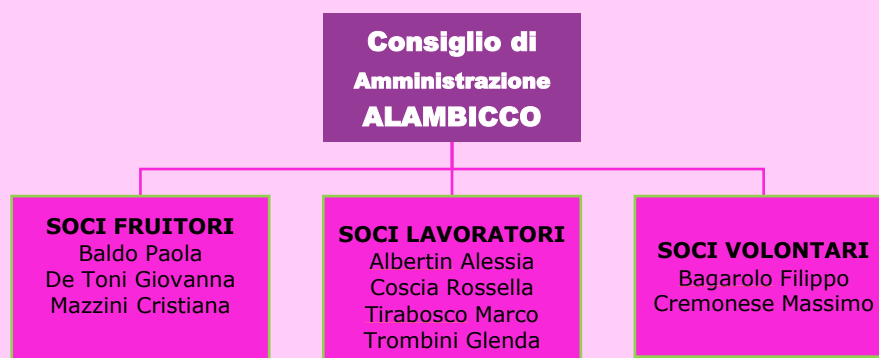 Consiglio di
Amministrazione
ALAMBICCO
SOCI FRUITORI
Baldo Paola
De Toni Giovanna
Mazzini Cristiana
SOCI LAVORATORI
Albertin Alessia
Coscia Rossella
Tirabosco Marco
Trombini Glenda
SOCI VOLONTARI
Bagarolo Filippo
Cremonese Massimo